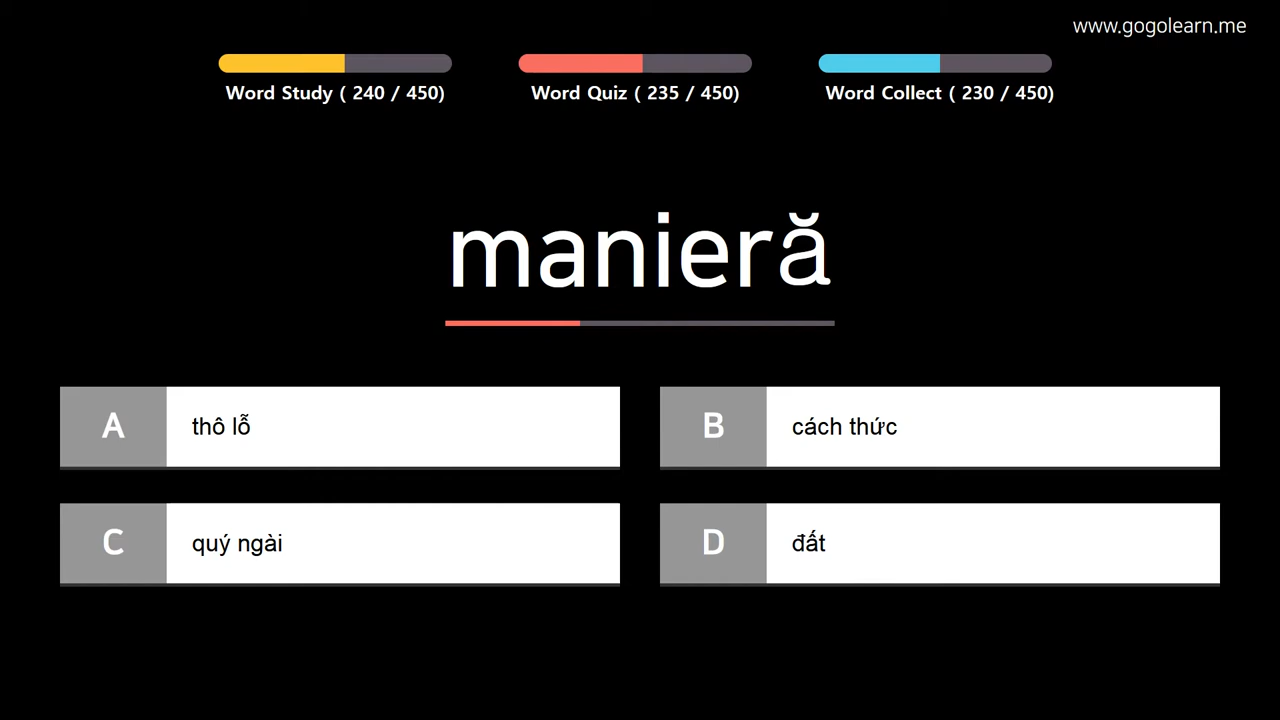 www.gogolearn.me
Word Study ( 240 / 450)
Word Quiz ( 235 / 450)
Word Collect ( 230 / 450)
manieră
A thô lỗ
B cách thức
C quý ngài
D đất